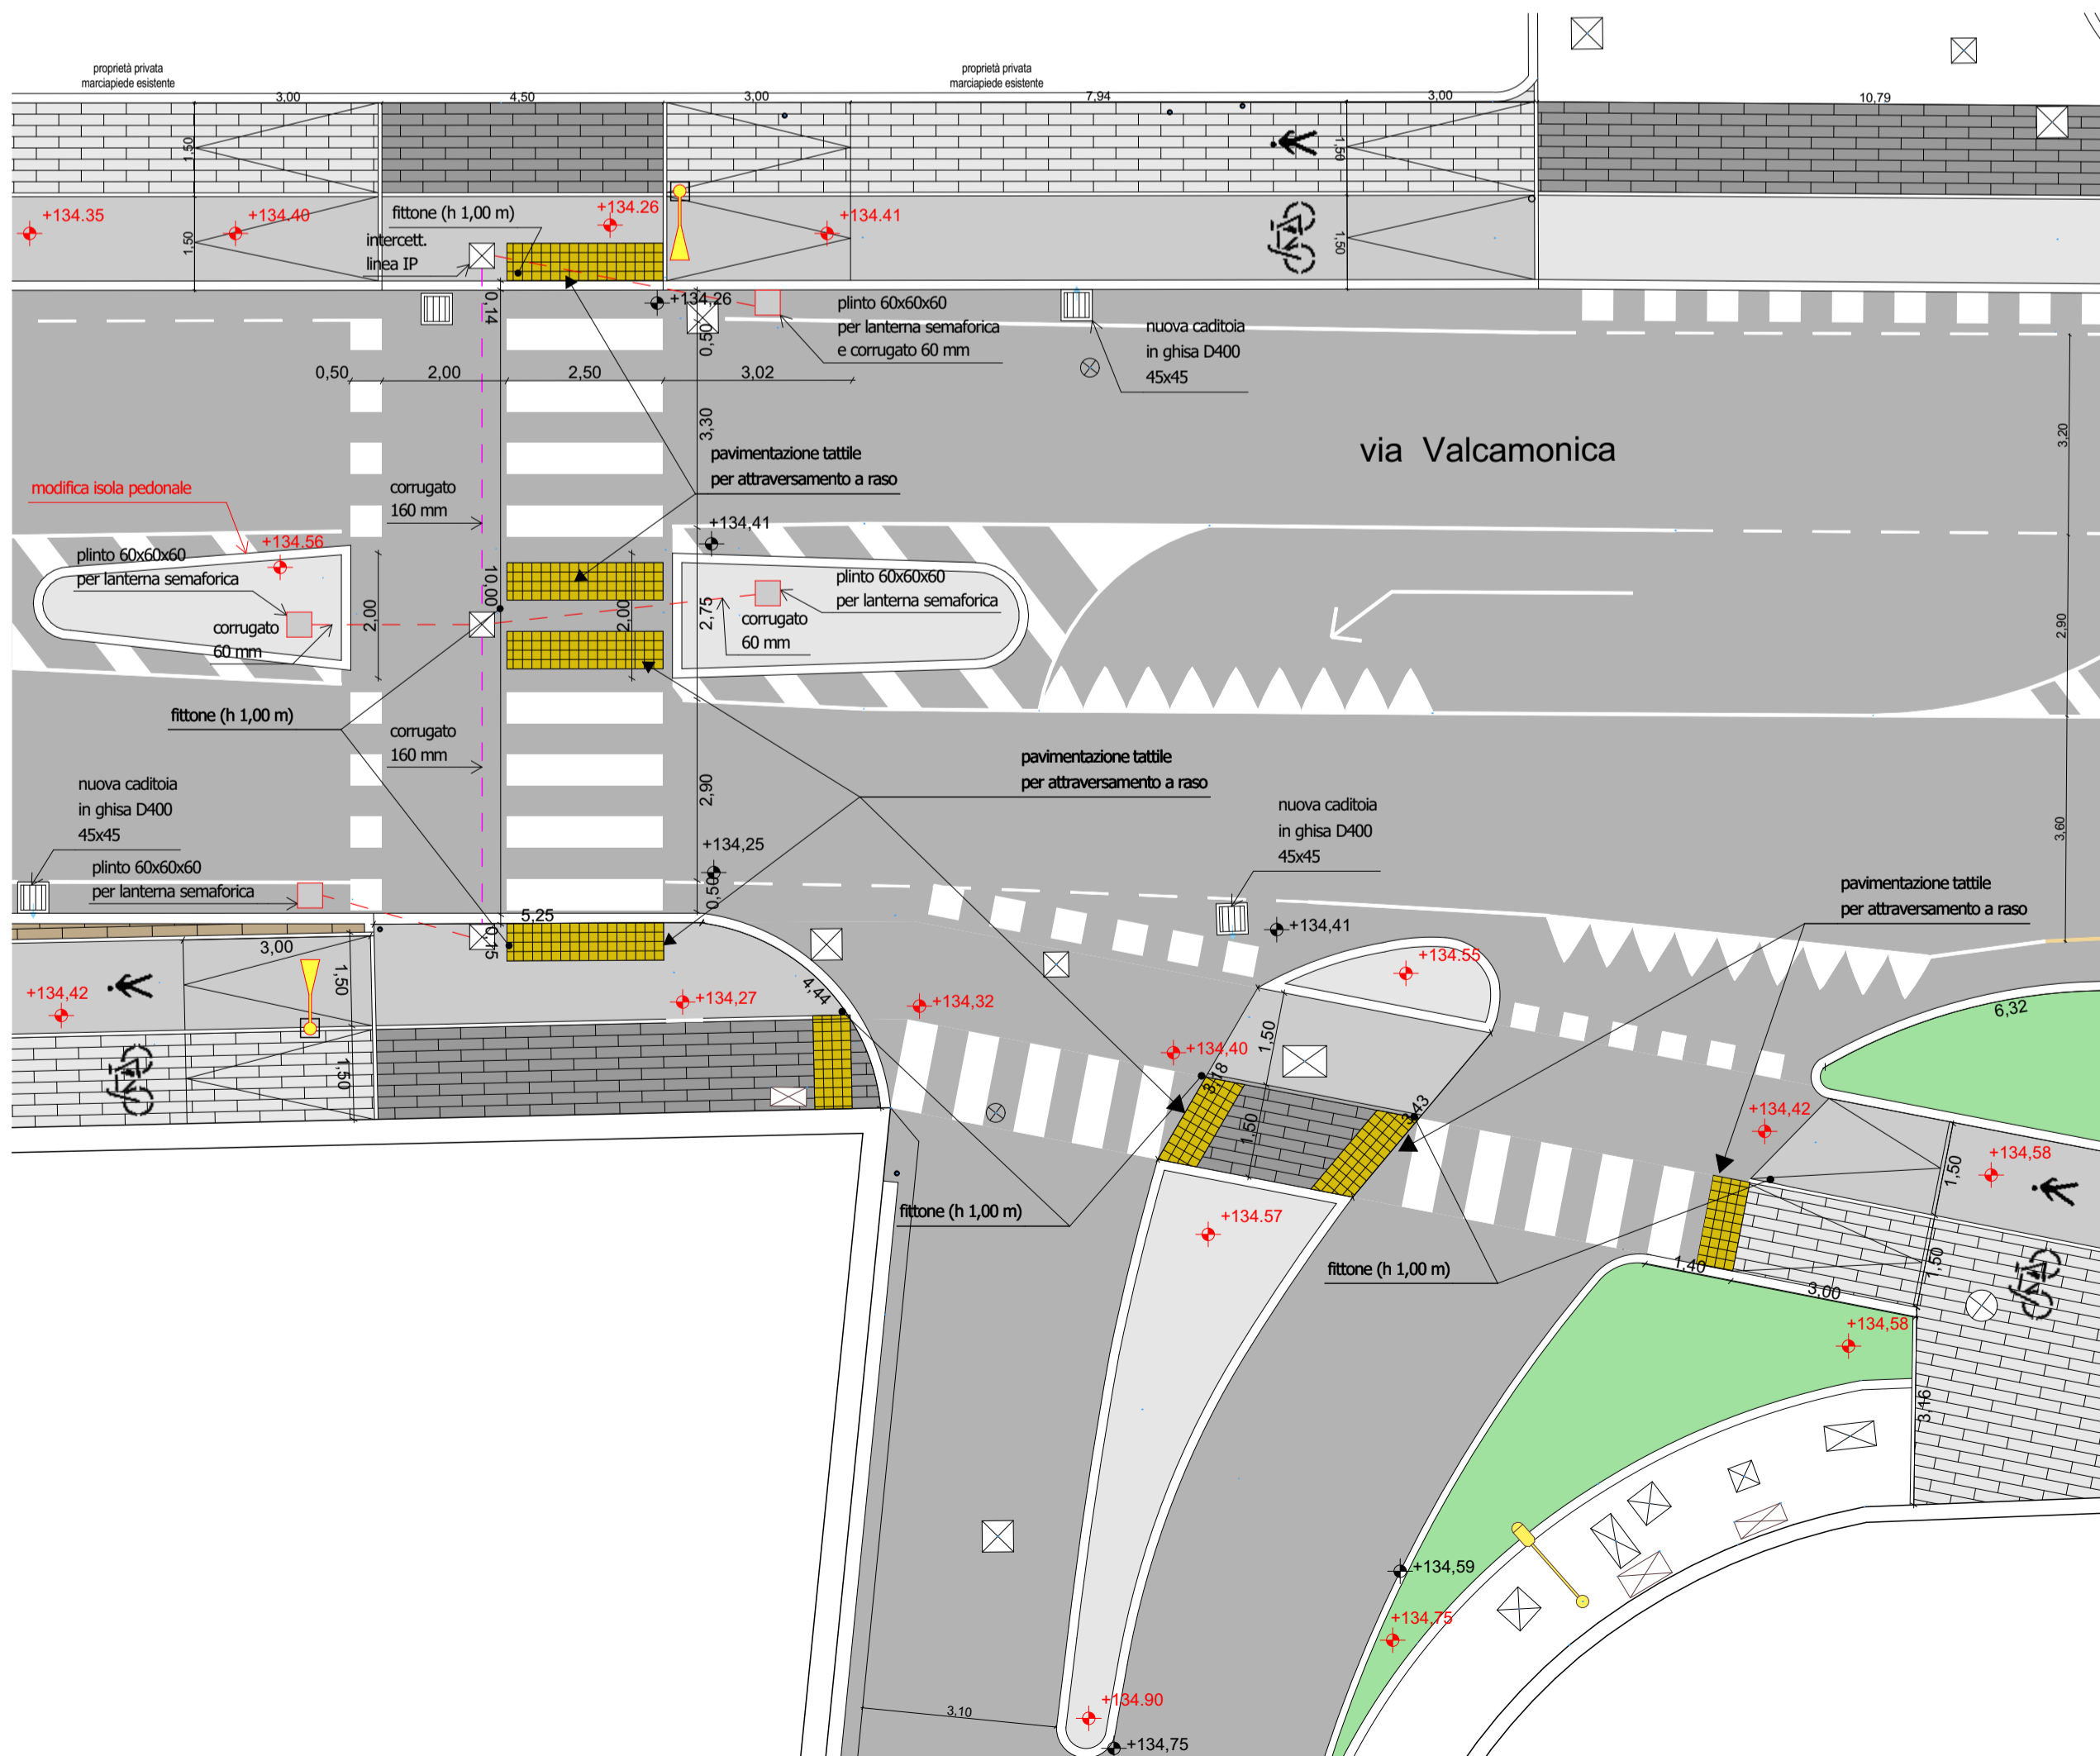 proprietà privata
marciapiede esistente
proprietà privata
marciapiede esistente
3,00
4,50
3,00
7,94
3,00
10,79
1,50
1,50
1,50
1,50
+134.35
+134.40
fittone (h 1,00 m)
+134.26
+134.41
intercett.
linea IP
0,14
+134,26
0,50
plinto 60x60x60
per lanterna semaforica
e corrugato 60 mm
nuova caditoia
in ghisa D400
45x45
0,50
2,00
2,50
3,02
3,30
3,20
via Valcamonica
pavimentazione tattile
per attraversamento a raso
modifica isola pedonale
corrugato
160 mm
+134,41
+134.56
plinto 60x60x60
per lanterna semaforica
10,00
2,00
2,00
2,75
plinto 60x60x60
per lanterna semaforica
corrugato
60 mm
corrugato
60 mm
2,90
fittone (h 1,00 m)
corrugato
160 mm
pavimentazione tattile
per attraversamento a raso
2,90
3,60
nuova caditoia
in ghisa D400
45x45
nuova caditoia
in ghisa D400
45x45
+134,25
plinto 60x60x60
per lanterna semaforica
0,50
pavimentazione tattile
per attraversamento a raso
5,25
+134,41
3,00
0,15
1,50
+134.55
4,44
+134,42
+134,27
+134,32
6,32
1,50
+134,40
1,50
3,18
3,43
1,50
+134,42
+134,58
1,50
fittone (h 1,00 m)
+134.57
1,50
fittone (h 1,00 m)
1,40
3,00
+134,58
3,16
+134,59
+134.75
+134.90
3,10
+134,75